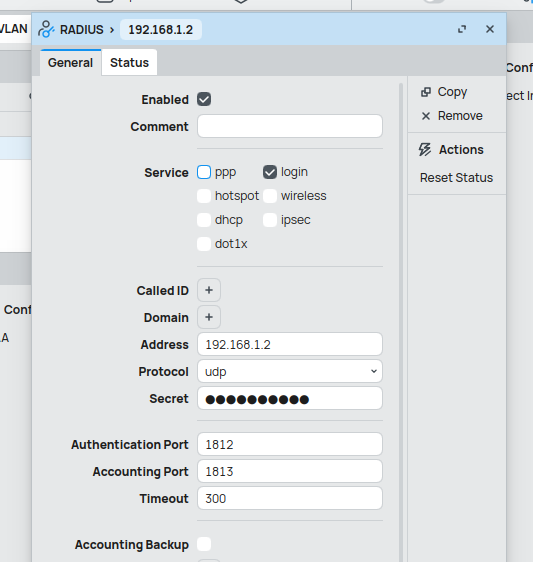 VLAN
RADIUS › 192.168.1.2
General Status
Conf
ect In
Enabled
Copy
Comment
Remove
Service ppp login
Actions
hotspot wireless
Reset Status
dhcp ipsec
dot1x
Called ID +
Domain +
Conf
Address 192.168.1.2
A
Protocol udp
Secret ●●●●●●●●●●
Authentication Port 1812
Accounting Port 1813
Timeout 300
Accounting Backup